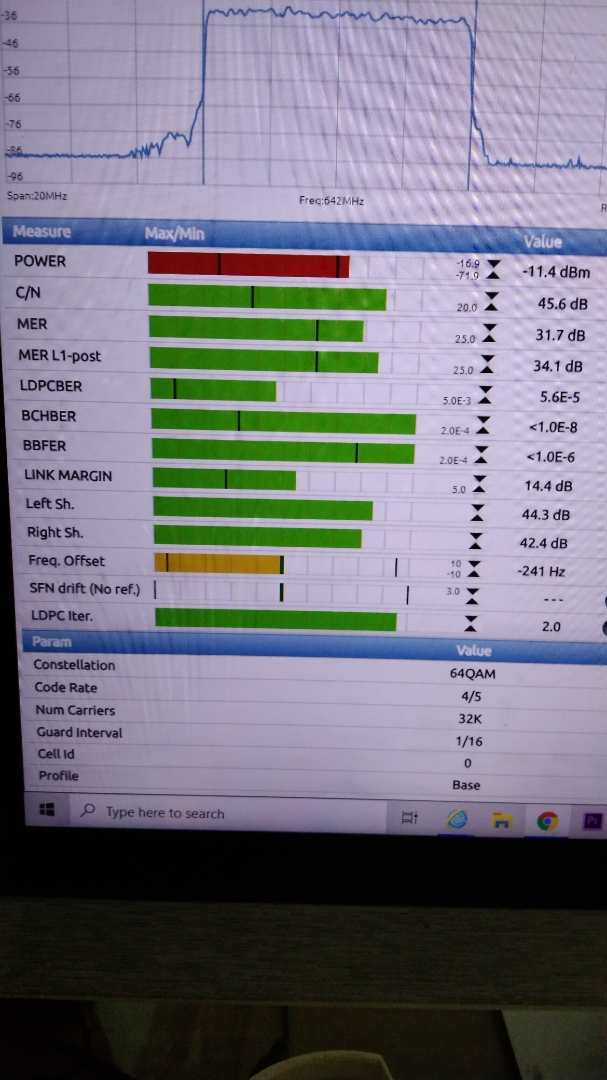 -36
-46
-56
-66
-76
-86
-96
Span:20MHz Freq:642MHz R
Measure Max/Min Value
POWER -16.9 -71.9 -11.4 dBm
C/N 20.0 45.6 dB
MER 25.0 31.7 dB
MER L1-post 25.0 34.1 dB
LDPCBER 5.0E-3 5.6E-5
BCHBER 2.0E-4 <1.0E-8
BBFER 2.0E-4 <1.0E-6
LINK MARGIN 5.0 14.4 dB
Left Sh. 44.3 dB
Right Sh. 42.4 dB
Freq. Offset 10 -10 -241 Hz
SFN drift (No ref.) 3.0 ---
LDPC Iter. 2.0
Param Value
Constellation 64QAM
Code Rate 4/5
Num Carriers 32K
Guard Interval 1/16
Cell Id 0
Profile Base
Type here to search
Pr